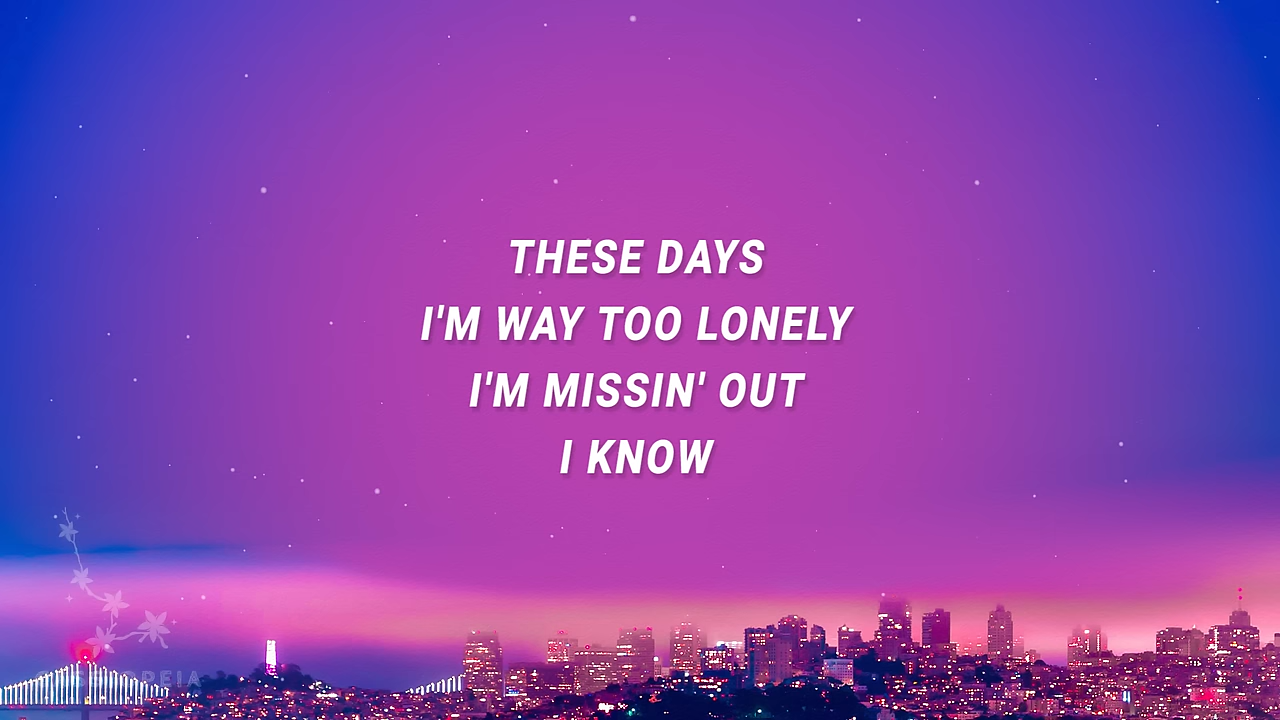 THESE DAYS
I'M WAY TOO LONELY
I'M MISSIN' OUT
I KNOW